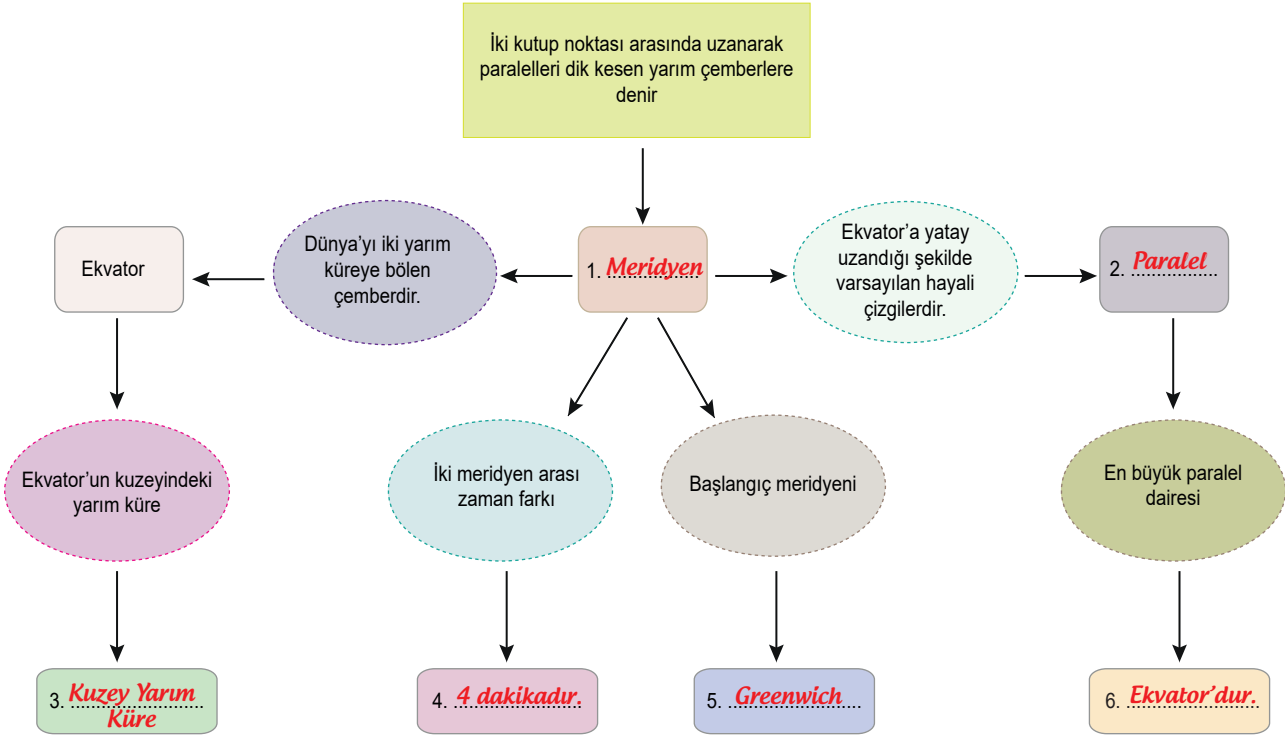 İki kutup noktası arasında uzanarak
paralelleri dik kesen yarım çemberlere
denir
Ekvator
Dünya’yı iki yarım
küreye bölen
çemberdir.
1. Meridyen
Ekvator’a yatay
uzandığı şekilde
varsayılan hayali
çizgilerdir.
2. Paralel
Ekvator’un kuzeyindeki
yarım küre
İki meridyen arası
zaman farkı
Başlangıç meridyeni
En büyük paralel
dairesi
3. Kuzey Yarım
Küre
4. 4 dakikadır.
5. Greenwich
6. Ekvator’dur.